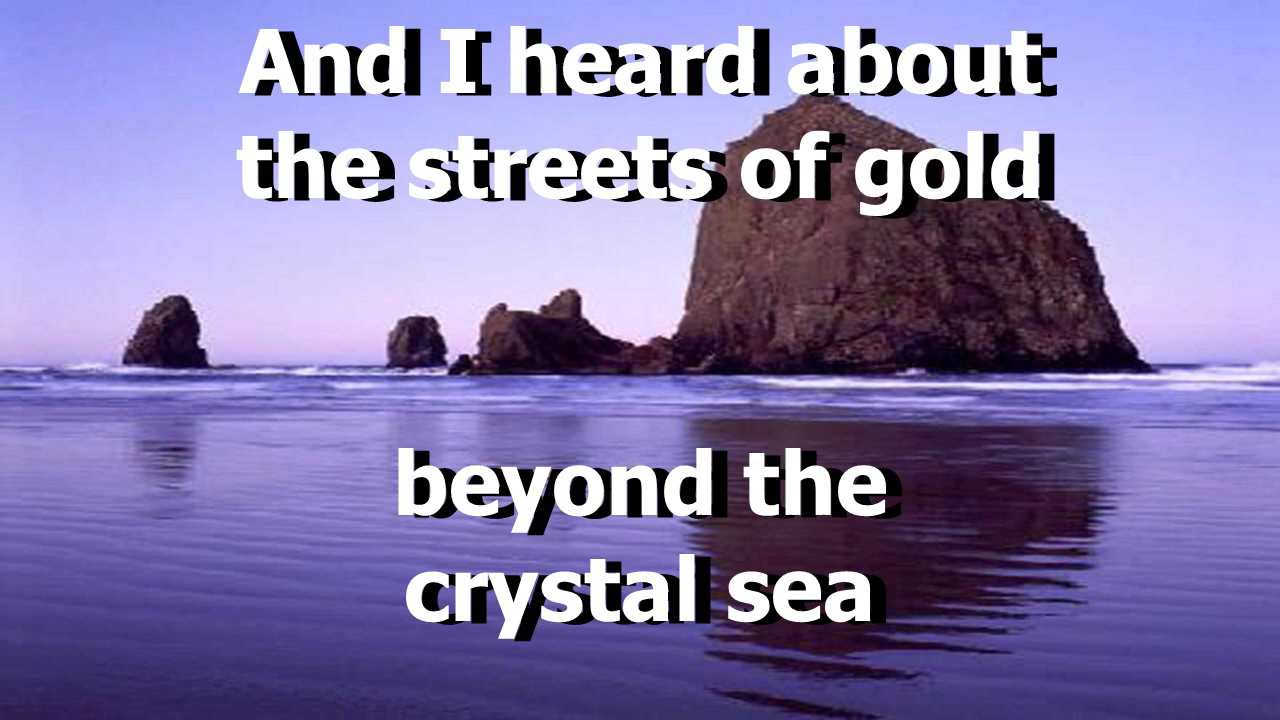 And I heard about
the streets of gold
beyond the
crystal sea